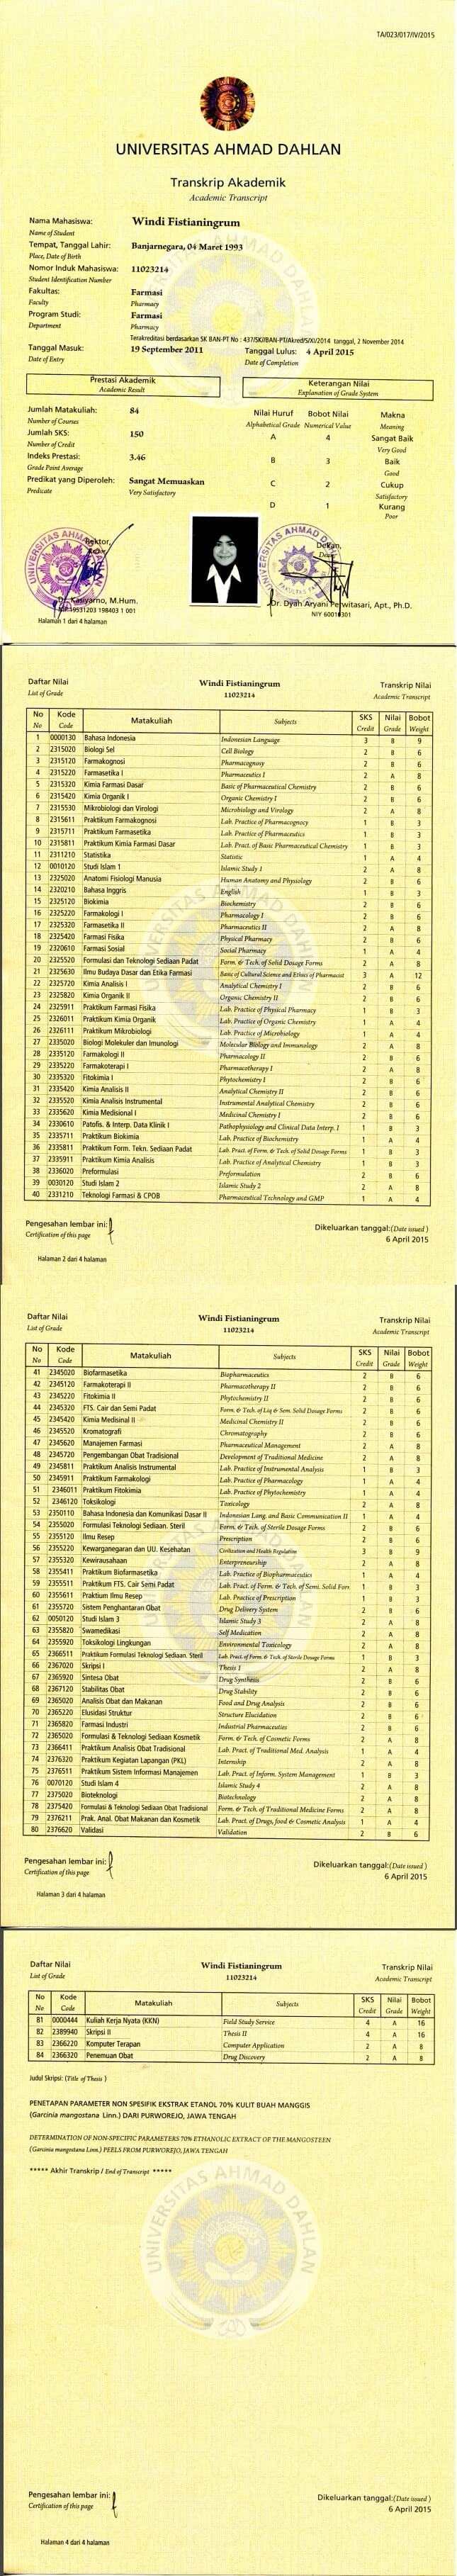 TA/023/017/IV/2015
UNIVERSITAS AHMAD DAHLAN
Transkrip Akademik
Academic Transcript
Nama Mahasiswa: Windi Fistianingrum
Name of Student
Tempat, Tanggal Lahir: Banjarnegara, 04 Maret 1993
Place, Date of Birth
Nomor Induk Mahasiswa: 11023214
Student Identification Number
Fakultas: Farmasi
Faculty Pharmacy
Program Studi: Farmasi
Department Pharmacy
Terakreditasi berdasarkan SK BAN-PT No : 437/SK/BAN-PT/Akred/S/XI/2014 tanggal, 2 November 2014
Tanggal Masuk: 19 September 2011 Tanggal Lulus: 4 April 2015
Date of Entry Date of Completion
Prestasi Akademik Keterangan Nilai
Academic Result Explanation of Grade System
Jumlah Matakuliah: 84 Nilai Huruf Bobot Nilai Makna
Number of Courses Alphabetical Grade Numerical Value Meaning
Jumlah SKS: 150 A 4 Sangat Baik
Number of Credit Very Good
Indeks Prestasi: 3.46 B 3 Baik
Grade Point Average Good
Predikat yang Diperoleh: Sangat Memuaskan C 2 Cukup
Predicate Very Satisfactory Satisfactory
D 1 Kurang
Poor
Rektor, Dekan,
Dr. Kasiyarno, M.Hum. Dr. Dyah Aryani Perwitasari, Apt., Ph.D.
19531203 198403 1 001 NIY 60010301
Halaman 1 dari 4 halaman
Daftar Nilai Windi Fistianingrum Transkrip Nilai
List of Grade 11023214 Academic Transcript
No Kode Matakuliah Subjects SKS Nilai Bobot
No Code Credit Grade Weight
1 0000130 Bahasa Indonesia Indonesian Language 3 B 9
2 2315020 Biologi Sel Cell Biology 2 B 6
3 2315120 Farmakognosi Pharmacognosy 2 B 6
4 2315220 Farmasetika I Pharmaceutics I 2 A 8
5 2315320 Kimia Farmasi Dasar Basic of Pharmaceutical Chemistry 2 B 6
6 2315420 Kimia Organik I Organic Chemistry I 2 B 6
7 2315530 Mikrobiologi dan Virologi Microbiology and Virology 2 A 8
8 2315611 Praktikum Farmakognosi Lab. Practice of Pharmacognocy 1 B 3
9 2315711 Praktikum Farmasetika Lab. Practice of Pharmaceutics 1 B 3
10 2315811 Praktikum Kimia Farmasi Dasar Lab. Pract. of Basic Pharmaceutical Chemistry 1 B 3
11 2311210 Statistika Statistic 1 A 4
12 0010120 Studi Islam 1 Islamic Study 1 2 A 8
13 2325020 Anatomi Fisiologi Manusia Human Anatomy and Physiology 2 B 6
14 2320210 Bahasa Inggris English 1 B 3
15 2325120 Biokimia Biochemistry 2 B 6
16 2325220 Farmakologi I Pharmacology I 2 B 6
17 2325320 Farmasetika II Pharmaceutics II 2 A 8
18 2325420 Farmasi Fisika Physical Pharmacy 2 B 6
19 2320610 Farmasi Sosial Social Pharmacy 1 A 4
20 2325520 Formulasi dan Teknologi Sediaan Padat Form. & Tech. of Solid Dosage Forms 2 A 8
21 2325630 Ilmu Budaya Dasar dan Etika Farmasi Basic of Cultural Science and Ethics of Pharmacist 3 A 12
22 2325720 Kimia Analisis I Analytical Chemistry I 2 B 6
23 2325820 Kimia Organik II Organic Chemistry II 2 B 6
24 2325911 Praktikum Farmasi Fisika Lab. Practice of Physical Pharmacy 1 B 3
25 2326011 Praktikum Kimia Organik Lab. Practice of Organic Chemistry 1 A 4
26 2326111 Praktikum Mikrobiologi Lab. Practice of Microbiology 1 A 4
27 2335020 Biologi Molekuler dan Imunologi Molecular Biology and Immunology 2 A 8
28 2335120 Farmakologi II Pharmacology II 2 B 6
29 2335220 Farmakoterapi I Pharmacotherapy I 2 A 8
30 2335320 Fitokimia I Phytochemistry I 2 B 6
31 2335420 Kimia Analisis II Analytical Chemistry II 2 B 6
32 2335520 Kimia Analisis Instrumental Instrumental Analytical Chemistry 2 B 6
33 2335620 Kimia Medisional I Medicinal Chemistry I 2 B 6
34 2330610 Patofis. & Interp. Data Klinik I Pathophysiology and Clinical Data Interp. I 1 B 3
35 2335711 Praktikum Biokimia Lab. Practice of Biochemistry 1 A 4
36 2335811 Praktikum Form. Tekn. Sediaan Padat Lab. Pract. of Form. & Tech. of Solid Dosage Forms 1 B 3
37 2335911 Praktikum Kimia Analisis Lab. Practice of Analytical Chemistry 1 B 3
38 2336020 Preformulasi Preformulation 2 B 6
39 0030120 Studi Islam 2 Islamic Study 2 2 A 8
40 2331210 Teknologi Farmasi & CPOB Pharmaceutical Technology and GMP 1 A 4
Pengesahan lembar ini: Dikeluarkan tanggal:(Date issued)
Certification of this page 6 April 2015
Halaman 2 dari 4 halaman
Daftar Nilai Windi Fistianingrum Transkrip Nilai
List of Grade 11023214 Academic Transcript
No Kode Matakuliah Subjects SKS Nilai Bobot
No Code Credit Grade Weight
41 2345020 Biofarmasetika Biopharmaceutics 2 B 6
42 2345120 Farmakoterapi II Pharmacotherapy II 2 B 6
43 2345220 Fitokimia II Phytochemistry II 2 B 6
44 2345320 FTS. Cair dan Semi Padat Form. & Tech. of Liq & Sem. Solid Dosage Forms 2 B 6
45 2345420 Kimia Medisinal II Medicinal Chemistry II 2 B 6
46 2345520 Kromatografi Chromatography 2 B 6
47 2345620 Manajemen Farmasi Pharmaceutical Management 2 A 8
48 2345720 Pengembangan Obat Tradisional Development of Traditional Medicine 2 A 8
49 2345811 Praktikum Analisis Instrumental Lab. Practice of Instrumental Analysis 1 B 3
50 2345911 Praktikum Farmakologi Lab. Practice of Pharmacology 1 A 4
51 2346011 Praktikum Fitokimia Lab. Practice of Phytochemistry 1 A 4
52 2346120 Toksikologi Toxicology 2 A 8
53 2350110 Bahasa Indonesia dan Komunikasi Dasar II Indonesian Lang. and Basic Communication II 1 A 4
54 2355020 Formulasi Teknologi Sediaan. Steril Form. & Tech. of Sterile Dosage Forms 2 B 6
55 2355120 Ilmu Resep Prescription 2 B 6
56 2355220 Kewarganegaran dan UU. Kesehatan Civilization and Health Regulation 3 B 9
57 2355320 Kewirausahaan Enterpreneurship 2 A 8
58 2355411 Praktikum Biofarmasetika Lab. Practice of Biopharmaceutics 1 A 4
59 2355511 Praktikum FTS. Cair Semi Padat Lab. Pract. of Form. & Tech. of Semi. Solid Form 1 B 3
60 2355611 Praktium Ilmu Resep Lab. Practice of Prescription 1 B 3
61 2355720 Sistem Penghantaran Obat Drug Delivery System 2 B 6
62 0050120 Studi Islam 3 Islamic Study 3 2 A 8
63 2355820 Swamedikasi Self Medication 2 A 8
64 2355920 Toksikologi Lingkungan Environmental Toxicology 2 A 8
65 2366511 Praktikum Formulasi Teknologi Sediaan. Steril Lab. Pract. of Form. & Tech. of Sterile Dosage Forms 1 B 3
66 2367020 Skripsi I Thesis 1 2 A 8
67 2365920 Sintesa Obat Drug Synthesis 2 B 6
68 2367120 Stabilitas Obat Drug Stability 2 B 6
69 2365020 Analisis Obat dan Makanan Food and Drug Analysis 2 B 6
70 2365220 Elusidasi Struktur Structure Elucidation 2 B 6
71 2365820 Farmasi Industri Industrial Pharmaceuties 2 B 6
72 2365020 Formulasi & Teknologi Sediaan Kosmetik Form. & Tech. of Cosmetic Forms 2 A 8
73 2366411 Praktikum Analisis Obat Tradisional Lab. Pract. of Traditional Med. Analysis 1 A 4
74 2376320 Praktikum Kegiatan Lapangan (PKL) Internship 2 A 8
75 2376511 Praktikum Sistem Informasi Manajemen Lab. Pract. of Inform. System Management 1 B 3
76 0070120 Studi Islam 4 Islamic Study 4 2 A 8
77 2375020 Bioteknologi Biotechnology 2 A 8
78 2375420 Formulasi & Teknologi Sediaan Obat Tradisional Form. & Tech. of Traditional Medicine Forms 2 A 8
79 2376211 Prak. Anal. Obat Makanan dan Kosmetik Lab. Pract. of Drugs, food & Cosmetic Analysis 1 A 4
80 2376620 Validasi Validation 2 B 6
Pengesahan lembar ini: Dikeluarkan tanggal:(Date issued)
Certification of this page 6 April 2015
Halaman 3 dari 4 halaman
Daftar Nilai Windi Fistianingrum Transkrip Nilai
List of Grade 11023214 Academic Transcript
No Kode Matakuliah Subjects SKS Nilai Bobot
No Code Credit Grade Weight
81 0000444 Kuliah Kerja Nyata (KKN) Field Study Service 4 A 16
82 2389940 Skripsi II Thesis II 4 A 16
83 2366220 Komputer Terapan Computer Application 2 A 8
84 2366320 Penemuan Obat Drug Discovery 2 A 8
Judul Skripsi: (Title of Thesis )
PENETAPAN PARAMETER NON SPESIFIK EKSTRAK ETANOL 70% KULIT BUAH MANGGIS
(Garcinia mangostana Linn.) DARI PURWOREJO, JAWA TENGAH
DETERMINATION OF NON-SPECIFIC PARAMETERS 70% ETHANOLIC EXTRACT OF THE MANGOSTEEN
(Garcinia mangostana Linn.) PEELS FROM PURWOREJO, JAWA TENGAH
***** Akhir Transkrip / End of Transcript *****
UNIVERSITAS AHMAD DAHLAN
Pengesahan lembar ini: Dikeluarkan tanggal:(Date issued)
Certification of this page 6 April 2015
Halaman 4 dari 4 halaman